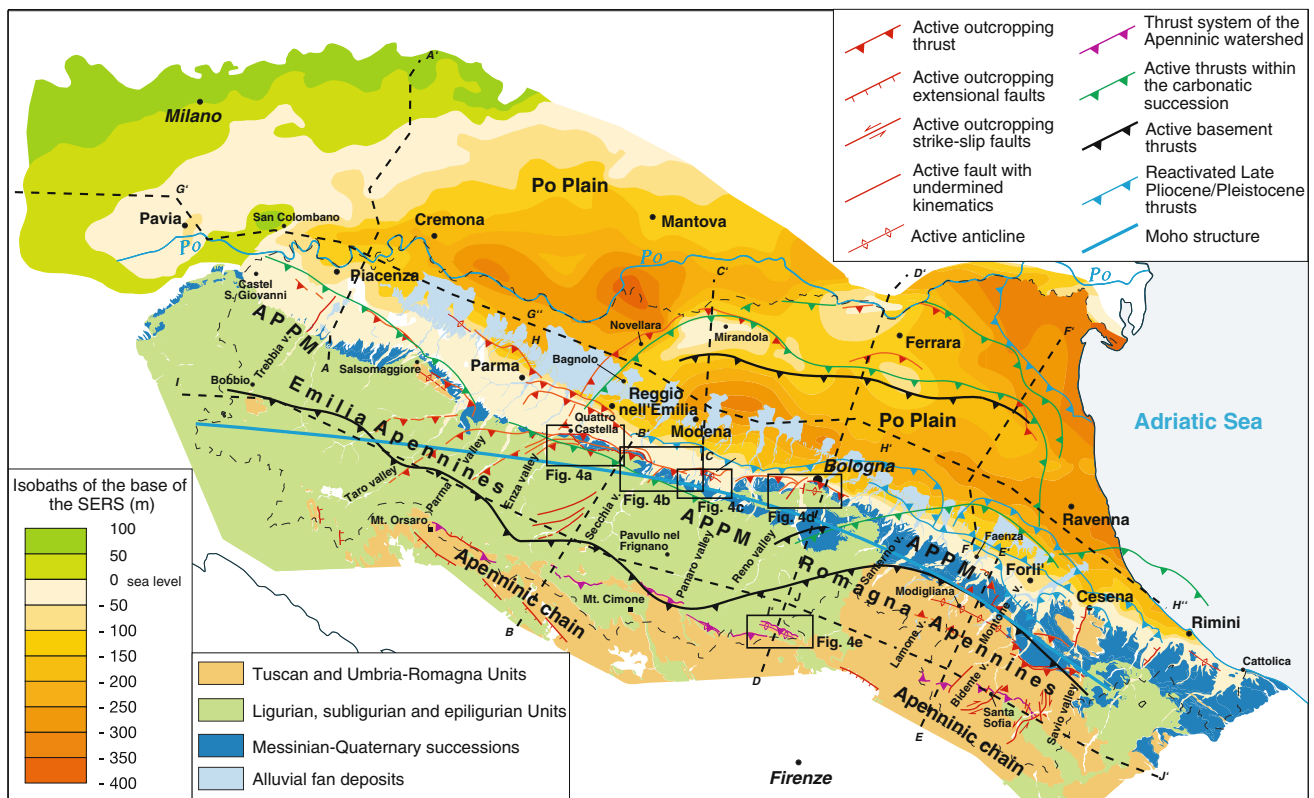 Active outcropping
thrust
Active outcropping
extensional faults
Active outcropping
strike-slip faults
Active fault with
undermined
kinematics
Active anticline
Thrust system of the
Apenninic watershed
Active thrusts within
the carbonatic
succession
Active basement
thrusts
Reactivated Late
Pliocene/Pleistocene
thrusts
Moho structure
A'
Milano
G'
Pavia
San Colombano
Po
Cremona
Po Plain
Mantova
Po
Po
C'
D'
F'
Castel
S. Giovanni
Piacenza
G"
H
Novellara
Mirandola
Ferrara
APPM
Trebbia v.
A
Salsomaggiore
Parma
Bagnolo
Reggio
nell'Emilia
Po Plain
Adriatic Sea
I
Bobbio
Emilia Apennines
Quattro
Castella
B'
Modena
H'
Bologna
C
Fig. 4a
Fig. 4b
Fig. 4c
Fig. 4d
Taro valley
Parma valley
Enza valley
Secchia v.
Mt. Orsaro
Pavullo nel
Frignano
Panaro valley
APPM
Reno valley
Ravenna
Faenza
F
E'
Forli'
Santerno v.
APPM
Romagna Apennines
Modigliana
Montone v.
Cesena
H"
Rimini
Cattolica
Apenninic chain
Mt. Cimone
J
Fig. 4e
Lamone v.
Bidente v.
Santa
Sofia
Savio valley
B
D
E
Apenninic chain
J'
Firenze
Isobaths of the base of
the SERS (m)
100
50
0 sea level
- 50
- 100
- 150
- 200
- 250
- 300
- 350
- 400
Tuscan and Umbria-Romagna Units
Ligurian, subligurian and epiligurian Units
Messinian-Quaternary successions
Alluvial fan deposits